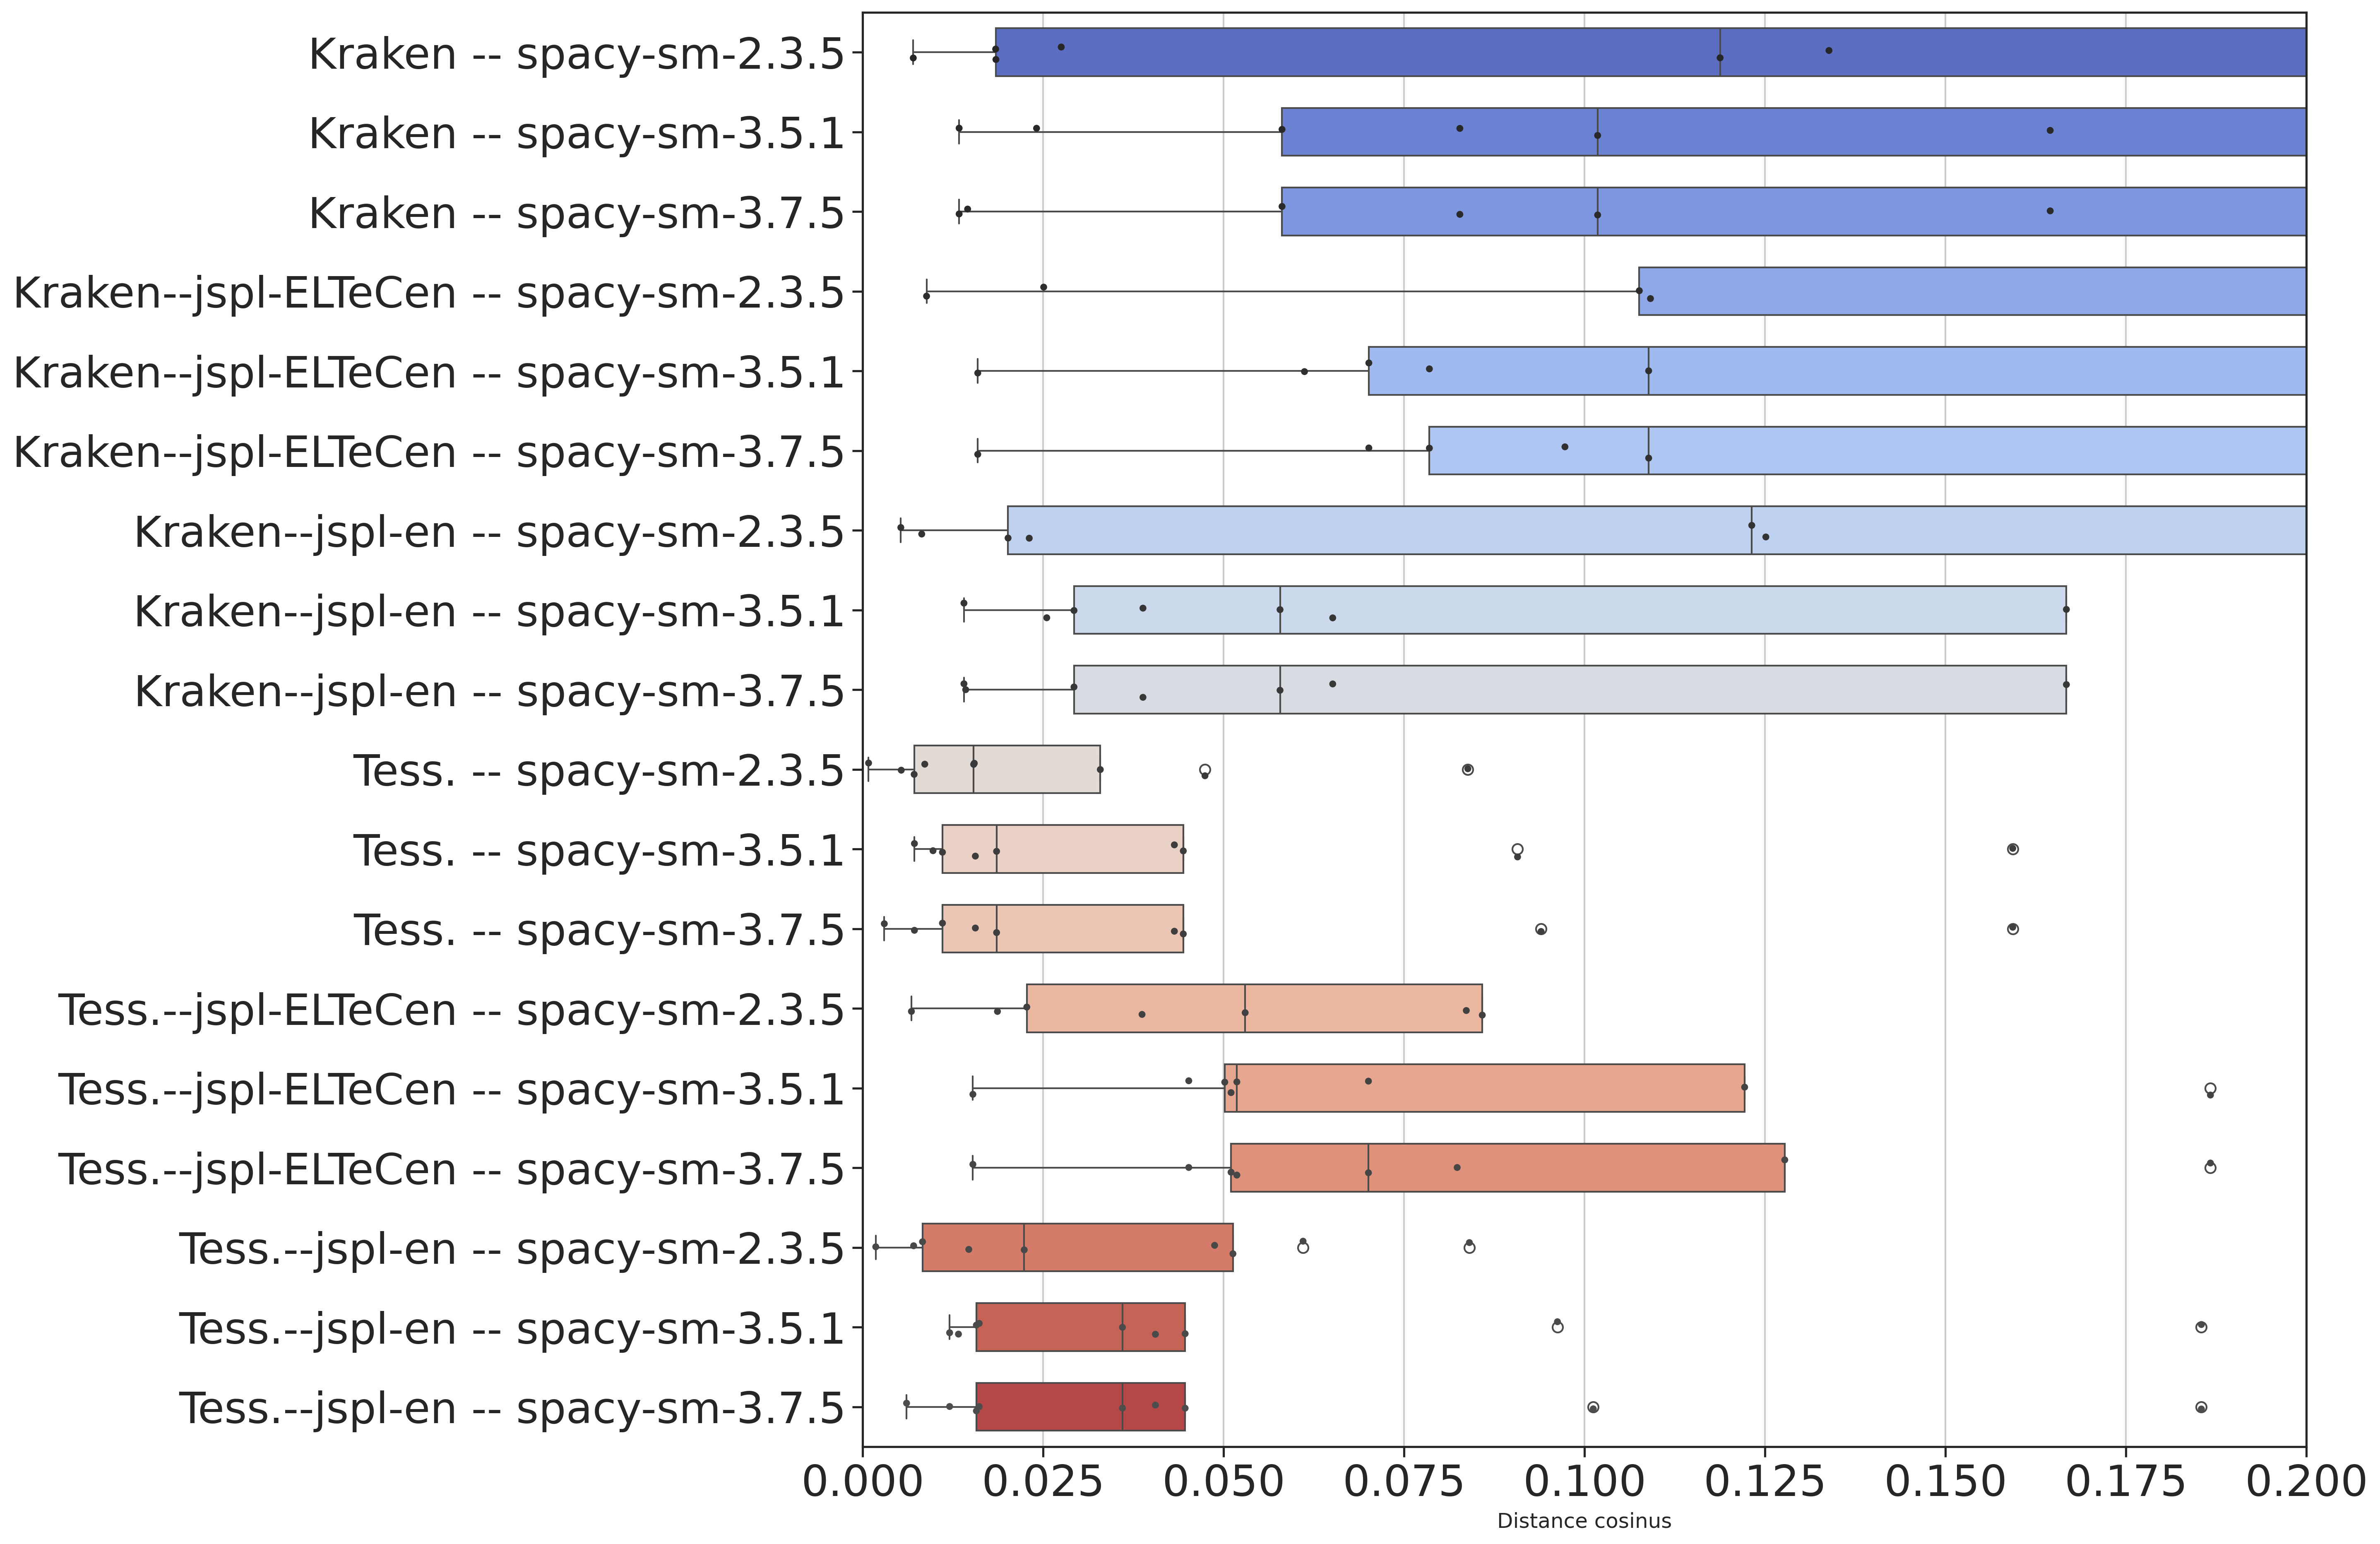 Kraken -- spacy-sm-2.3.5
Kraken -- spacy-sm-3.5.1
Kraken -- spacy-sm-3.7.5
Kraken--jspl-ELTeCen -- spacy-sm-2.3.5
Kraken--jspl-ELTeCen -- spacy-sm-3.5.1
Kraken--jspl-ELTeCen -- spacy-sm-3.7.5
Kraken--jspl-en -- spacy-sm-2.3.5
Kraken--jspl-en -- spacy-sm-3.5.1
Kraken--jspl-en -- spacy-sm-3.7.5
Tess. -- spacy-sm-2.3.5
Tess. -- spacy-sm-3.5.1
Tess. -- spacy-sm-3.7.5
Tess.--jspl-ELTeCen -- spacy-sm-2.3.5
Tess.--jspl-ELTeCen -- spacy-sm-3.5.1
Tess.--jspl-ELTeCen -- spacy-sm-3.7.5
Tess.--jspl-en -- spacy-sm-2.3.5
Tess.--jspl-en -- spacy-sm-3.5.1
Tess.--jspl-en -- spacy-sm-3.7.5
0.000 0.025 0.050 0.075 0.100 0.125 0.150 0.175 0.200
Distance cosinus